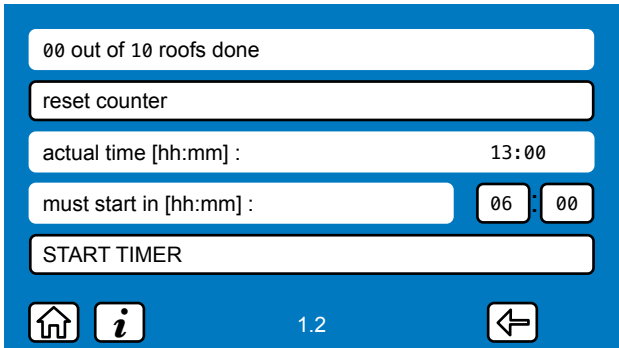 00 out of 10 roofs done
reset counter
actual time [hh:mm] : 13:00
must start in [hh:mm] : 06 : 00
START TIMER
i 1.2